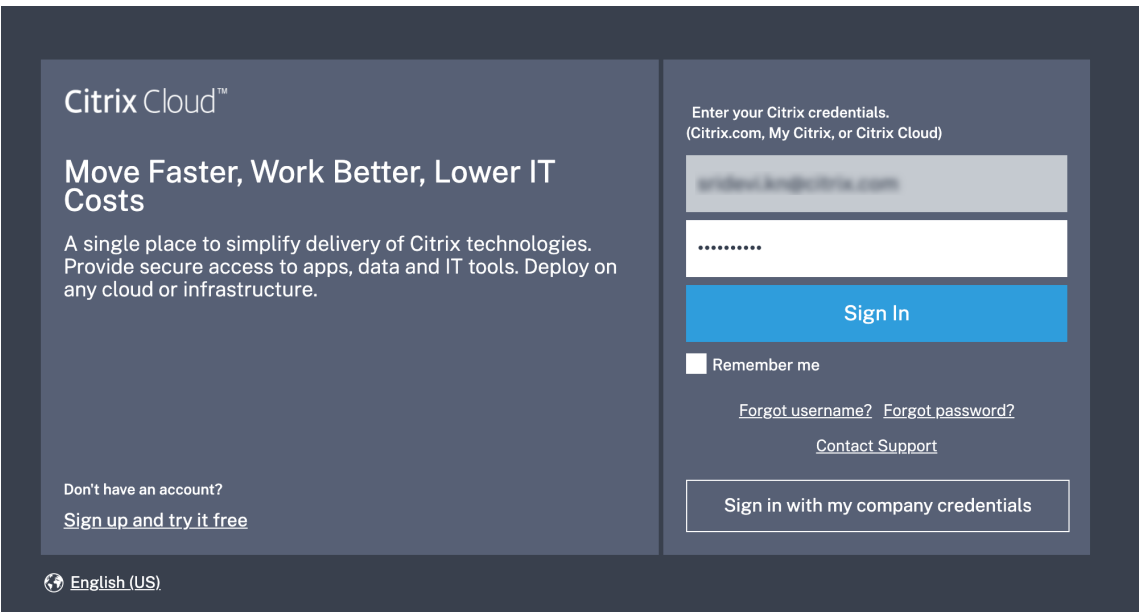 Citrix Cloud™
Move Faster, Work Better, Lower IT
Costs
A single place to simplify delivery of Citrix technologies.
Provide secure access to apps, data and IT tools. Deploy on
any cloud or infrastructure.
Don't have an account?
Sign up and try it free
Enter your Citrix credentials.
(Citrix.com, My Citrix, or Citrix Cloud)
••••••••••
Sign In
Remember me
Forgot username? Forgot password?
Contact Support
Sign in with my company credentials
English (US)